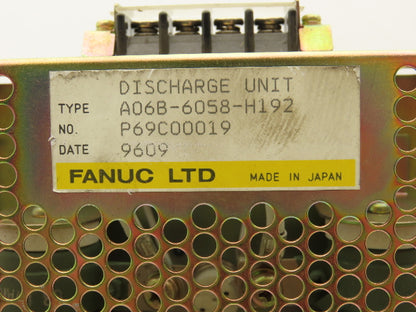 DISCHARGE UNIT
TYPE A06B-6058-H192
NO. P69C00019
DATE 9609
FANUC LTD MADE IN JAPAN